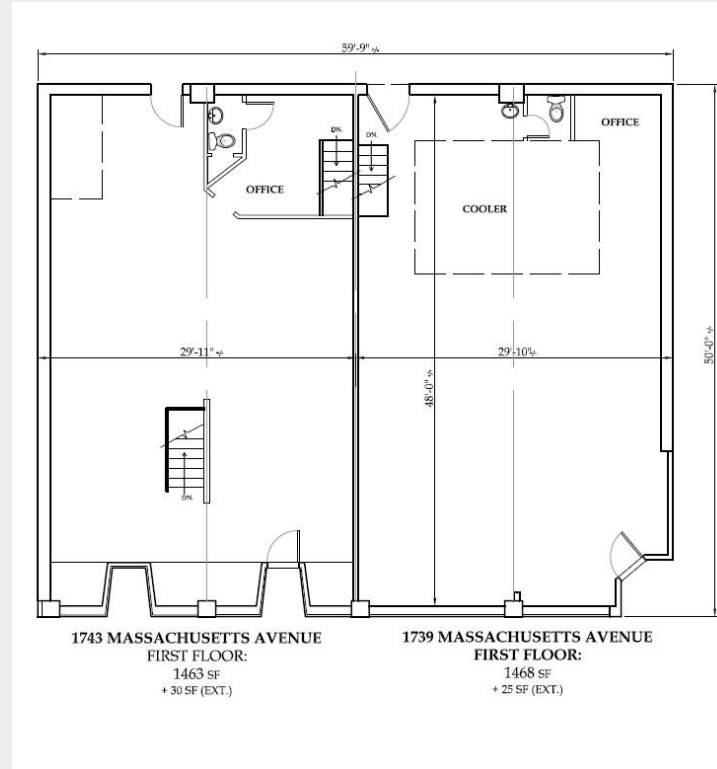 59'-9" +/-
DN.
DN.
OFFICE
OFFICE
COOLER
29'-11" +/-
29'-10" +/-
48'-0" +/-
50'-0" +/-
DN.
1743 MASSACHUSETTS AVENUE
FIRST FLOOR:
1463 SF
+ 30 SF (EXT.)
1739 MASSACHUSETTS AVENUE
FIRST FLOOR:
1468 SF
+ 25 SF (EXT.)